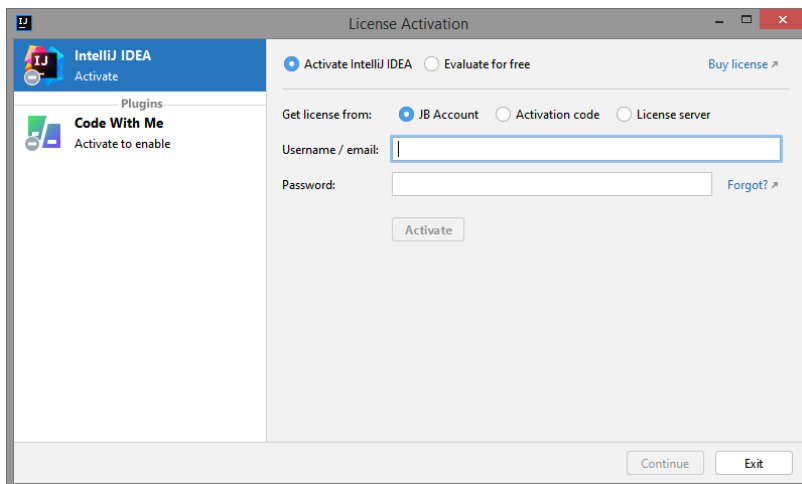 IJ
License Activation
IJ
IntelliJ IDEA
Activate
Plugins
Code With Me
Activate to enable
Activate IntelliJ IDEA
Evaluate for free
Buy license ↗
Get license from:
JB Account
Activation code
License server
Username / email:
Password:
Forgot? ↗
Activate
Continue
Exit